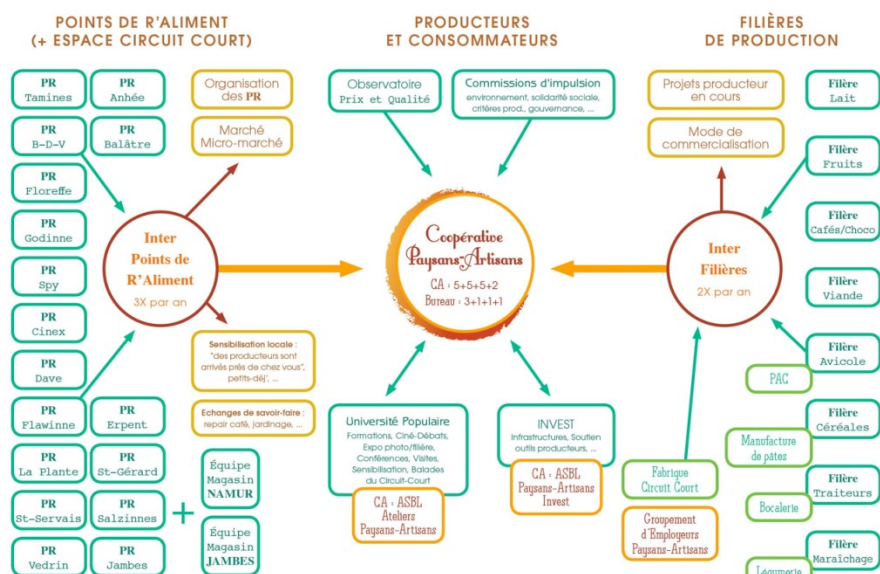 POINTS DE R'ALIMENT
(+ ESPACE CIRCUIT COURT)
PR
Tamines
PR
Anhée
PR
B-D-V
PR
Balâtre
PR
Floreffe
PR
Godinne
PR
Spy
PR
Cinex
PR
Dave
PR
Flawinne
PR
Erpent
PR
La Plante
PR
St-Gérard
PR
St-Servais
PR
Salzinnes
PR
Vedrin
PR
Jambes
+
Équipe
Magasin
NAMUR
Équipe
Magasin
JAMBES
Organisation
des PR
Marché
Micro-marché
Inter
Points de
R'Aliment
3X par an
Sensibilisation locale :
"des producteurs sont
arrivés près de chez vous",
petits-déj', ...
Echanges de savoir-faire :
repair café, jardinage, ...
PRODUCTEURS
ET CONSOMMATEURS
Observatoire
Prix et Qualité
Commissions d'impulsion
environnement, solidarité sociale,
critères prod., gouvernance, ...
Coopérative
Paysans-Artisans
CA : 5+5+5+2
Bureau : 3+1+1+1
Université Populaire
Formations, Ciné-Débats,
Expo photo/filière,
Conférences, Visites,
Sensibilisation, Balades
du Circuit-Court
CA : ASBL
Ateliers
Paysans-Artisans
INVEST
Infrastructures, Soutien
outils producteurs, ...
CA : ASBL
Paysans-Artisans
Invest
FILIÈRES
DE PRODUCTION
Projets producteur
en cours
Mode de
commercialisation
Inter
Filières
2X par an
Fabrique
Circuit Court
Groupement
d'Employeurs
Paysans-Artisans
Filère
Lait
Filère
Fruits
Filère
Cafés/Choco
Filère
Viande
Filère
Avicole
PAC
Filère
Céréales
Manufacture
de pâtes
Filère
Traiteurs
Bocalerie
Filère
Maraîchage
Légumerie